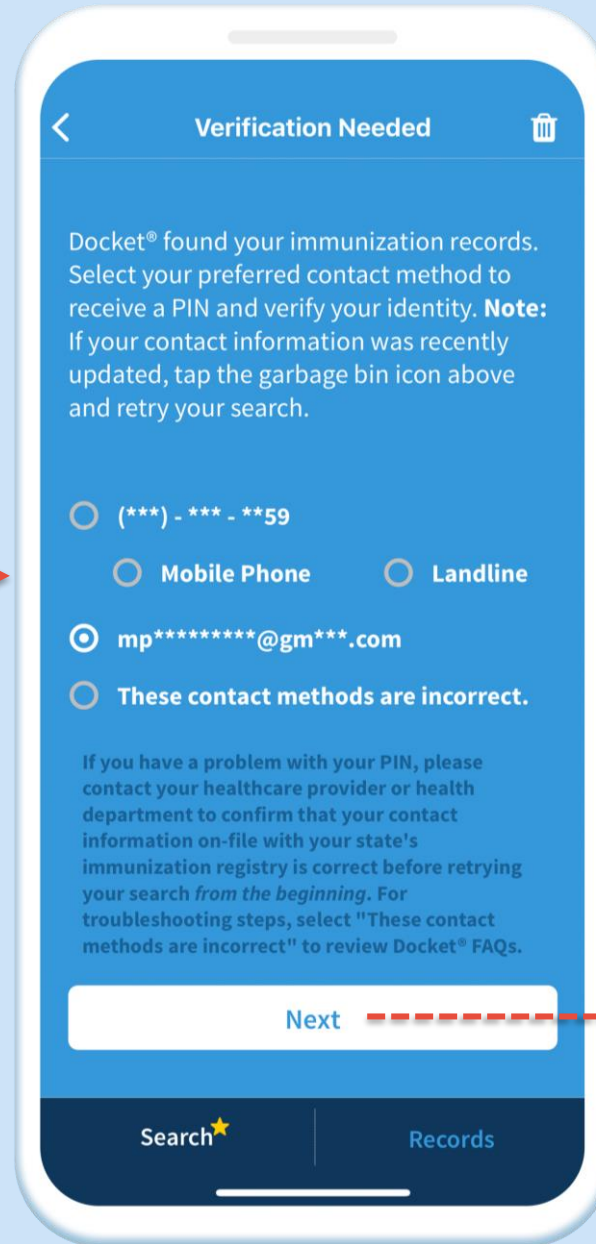 Verification Needed
Docket® found your immunization records.
Select your preferred contact method to
receive a PIN and verify your identity. Note:
If your contact information was recently
updated, tap the garbage bin icon above
and retry your search.
(***) - *** - **59
Mobile Phone Landline
mp*********@gm***.com
These contact methods are incorrect.
If you have a problem with your PIN, please
contact your healthcare provider or health
department to confirm that your contact
information on-file with your state's
immunization registry is correct before retrying
your search from the beginning. For
troubleshooting steps, select "These contact
methods are incorrect" to review Docket® FAQs.
Next
Search Records